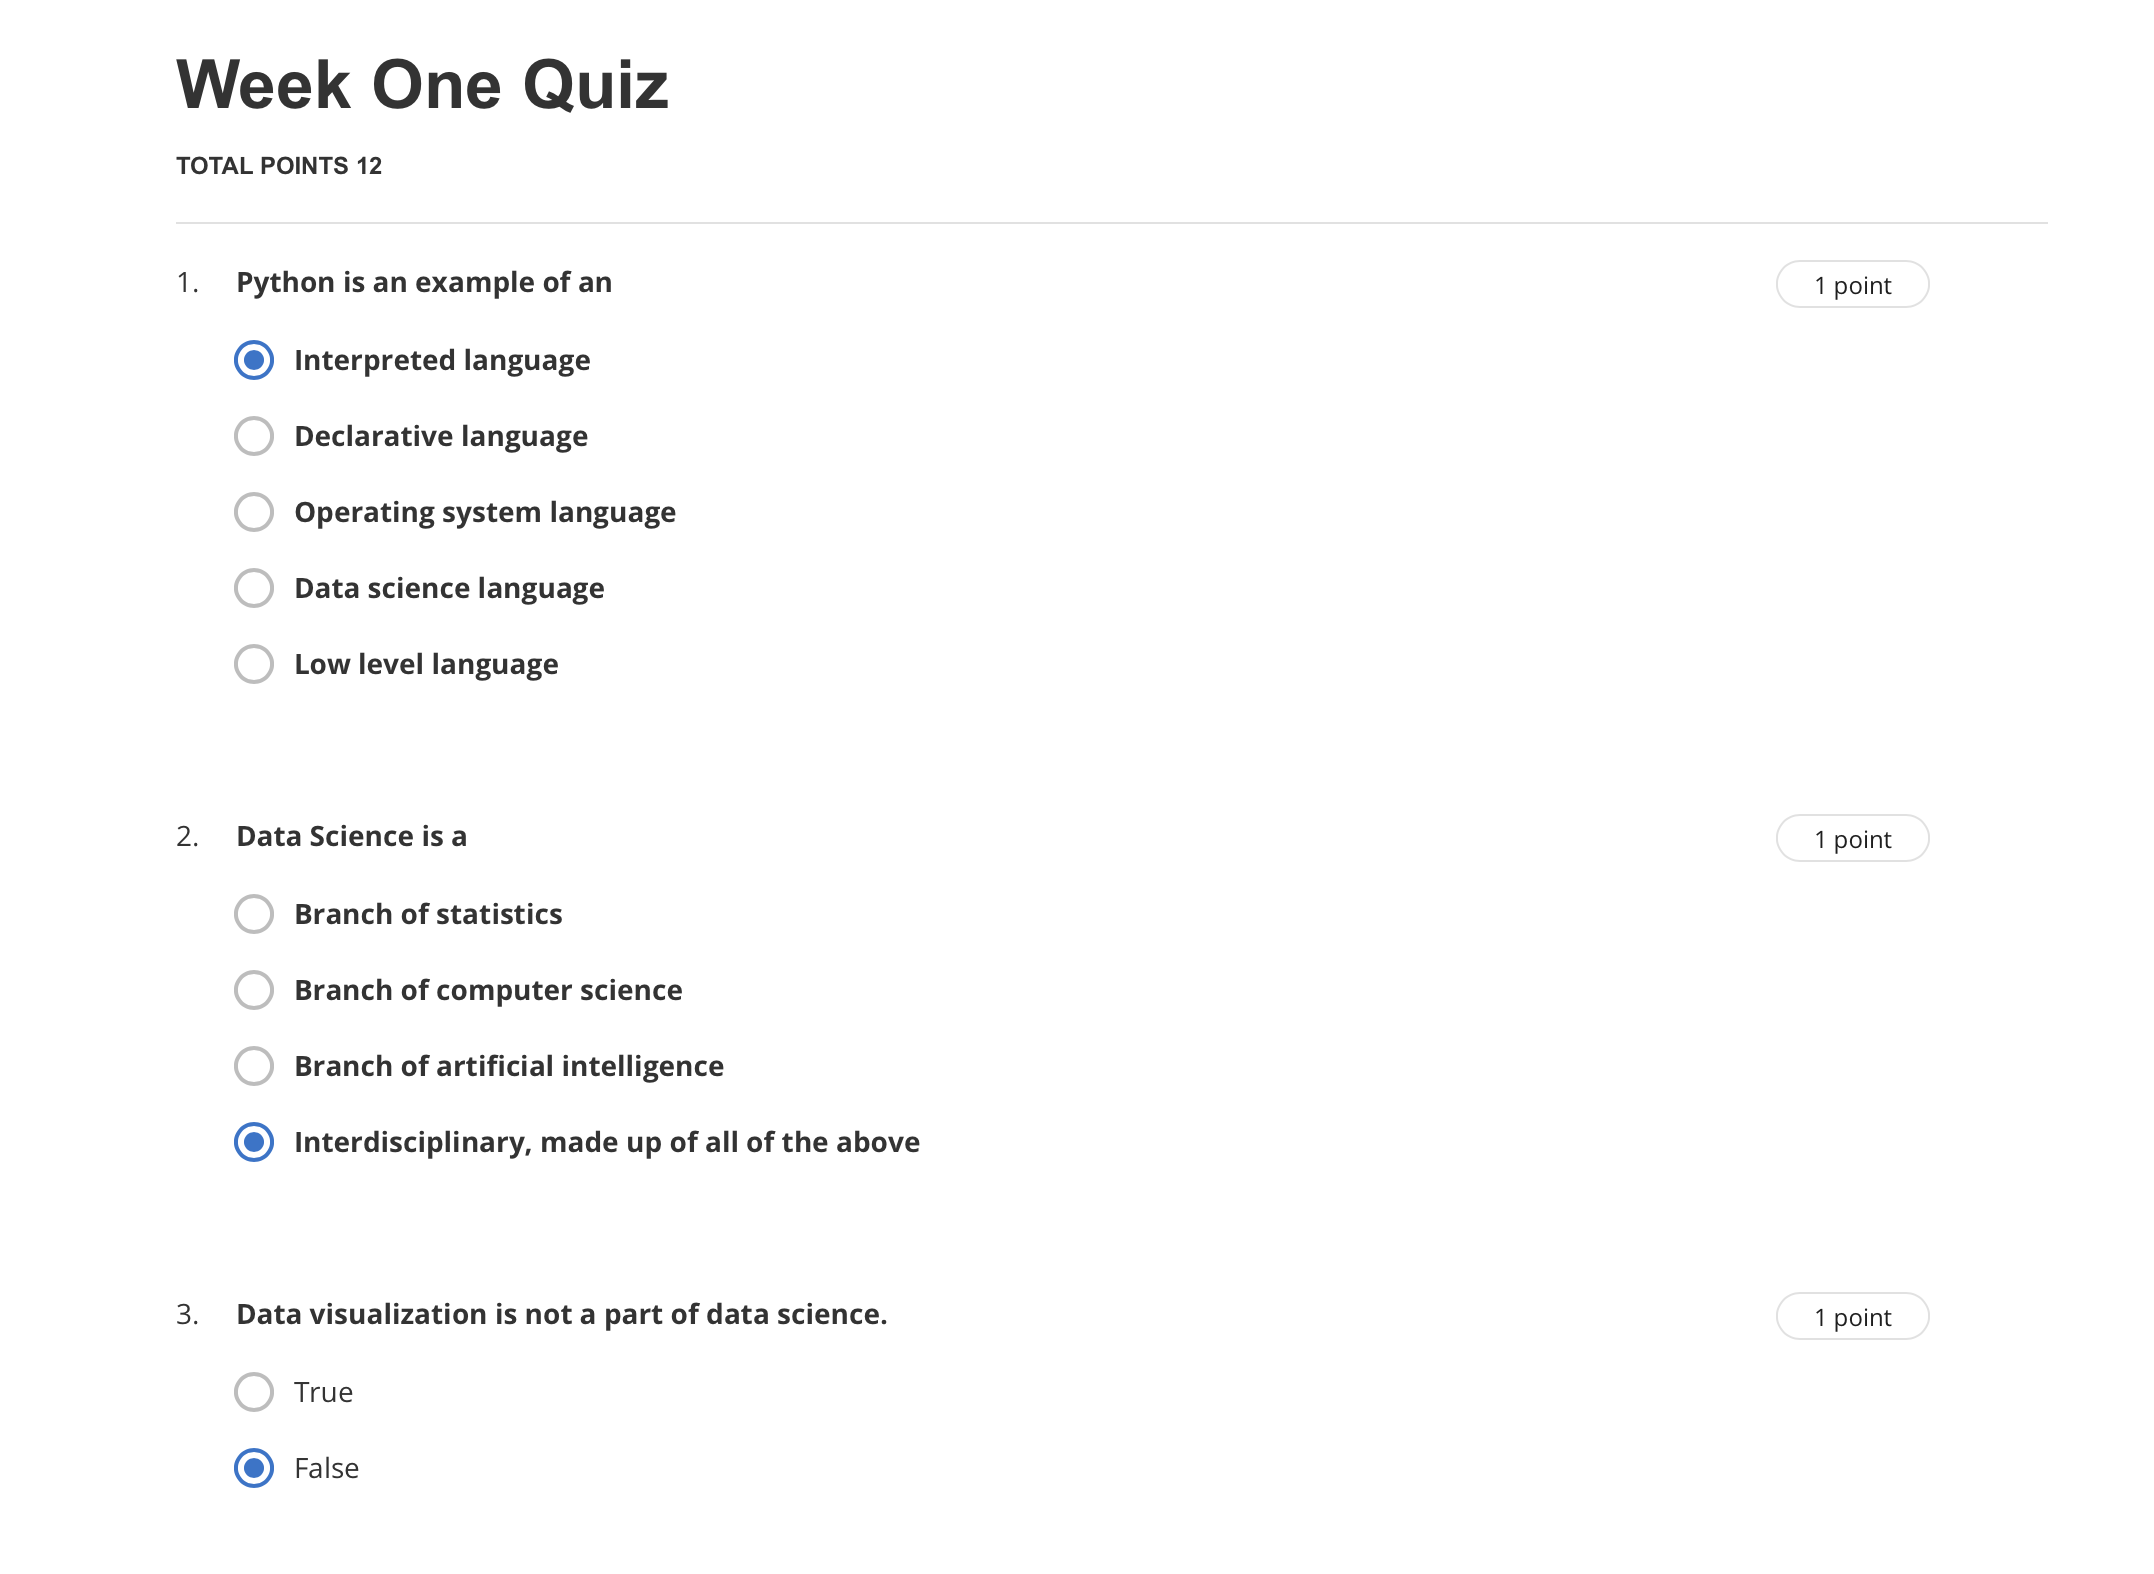 Week One Quiz
TOTAL POINTS 12
1. Python is an example of an
1 point
Interpreted language
Declarative language
Operating system language
Data science language
Low level language
2. Data Science is a
1 point
Branch of statistics
Branch of computer science
Branch of artificial intelligence
Interdisciplinary, made up of all of the above
3. Data visualization is not a part of data science.
1 point
True
False